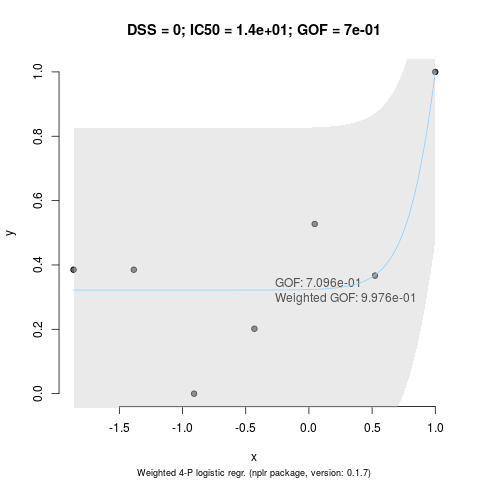 DSS = 0; IC50 = 1.4e+01; GOF = 7e-01
1.0
0.8
0.6
0.4
0.2
0.0
y
GOF: 7.096e-01
Weighted GOF: 9.976e-01
-1.5 -1.0 -0.5 0.0 0.5 1.0
x
Weighted 4-P logistic regr. (nplr package, version: 0.1.7)